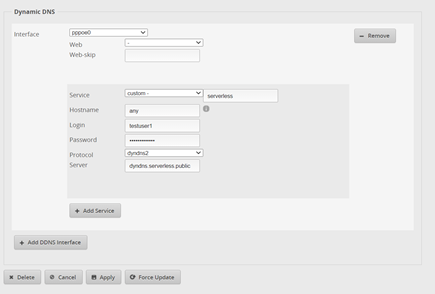 Dynamic DNS
Interface pppoe0 − Remove
Web -
Web-skip
Service custom - serverless
Hostname any
Login testuser1
Password ••••••••••••
Protocol dyndns2
Server dyndns.serverless.public
+ Add Service
+ Add DDNS Interface
Delete Cancel Apply Force Update